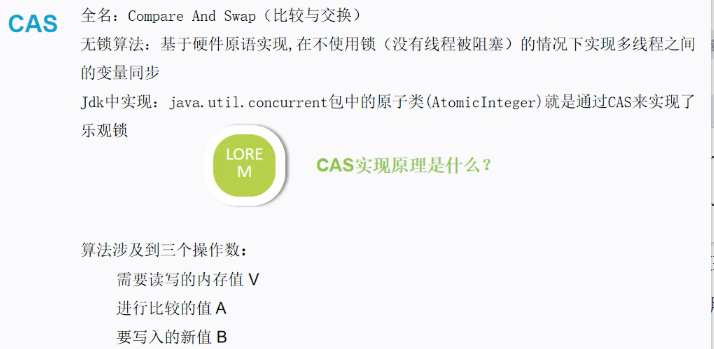 CAS
全名：Compare And Swap（比较与交换）
无锁算法：基于硬件原语实现,在不使用锁（没有线程被阻塞）的情况下实现多线程之间
的变量同步
Jdk中实现：java.util.concurrent包中的原子类(AtomicInteger)就是通过CAS来实现了
乐观锁
LORE
M
CAS实现原理是什么？
算法涉及到三个操作数：
需要读写的内存值 V
进行比较的值 A
要写入的新值 B